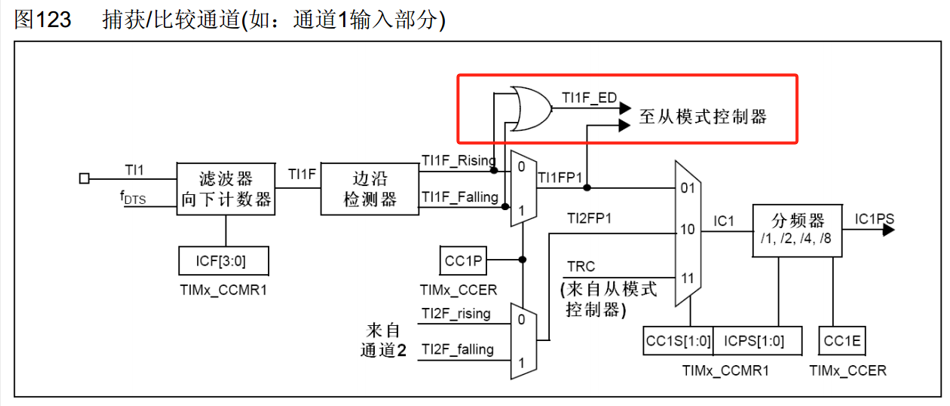 图123 捕获/比较通道(如：通道1输入部分)
TI1F_ED
至从模式控制器
TI1
fDTS
滤波器
向下计数器
TI1F
边沿
检测器
TI1F_Rising
TI1F_Falling
0
1
TI1FP1
01
TI2FP1
10
IC1
分频器
/1, /2, /4, /8
IC1PS
ICF[3:0]
TIMx_CCMR1
CC1P
TIMx_CCER
TRC
11
(来自从模式
控制器)
来自
通道2
TI2F_rising
TI2F_falling
0
1
CC1S[1:0]
ICPS[1:0]
CC1E
TIMx_CCMR1
TIMx_CCER